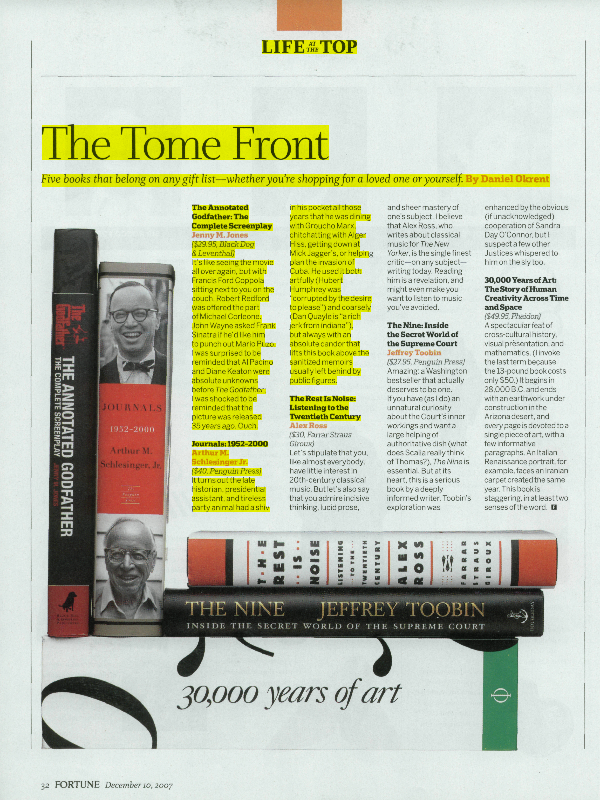 LIFE AT THE TOP
The Tome Front
Five books that belong on any gift list—whether you're shopping for a loved one or yourself. By Daniel Okrent
The Annotated
Godfather: The
Complete Screenplay
Jenny M. Jones
($29.95, Black Dog
& Leventhal)
It's like seeing the movie
all over again, but with
Francis Ford Coppola
sitting next to you on the
couch. Robert Redford
was offered the part
of Michael Corleone.
John Wayne asked Frank
Sinatra if he'd like him
to punch out Mario Puzo.
I was surprised to be
reminded that Al Pacino
and Diane Keaton were
absolute unknowns
before The Godfather;
I was shocked to be
reminded that the
picture was released
35 years ago. Ouch.
Journals: 1952-2000
Arthur M.
Schlesinger Jr.
($40, Penguin Press)
It turns out the late
historian, presidential
assistant, and tireless
party animal had a shiv
in his pocket all those
years that he was dining
with Groucho Marx,
chitchatting with Alger
Hiss, getting down at
Mick Jagger's, or helping
plan the invasion of
Cuba. He used it both
artfully (Hubert
Humphrey was
"corrupted by the desire
to please") and coarsely
(Dan Quayle is "a rich
jerk from Indiana"),
but always with an
absolute candor that
lifts this book above the
sanitized memoirs
usually left behind by
public figures.
The Rest Is Noise:
Listening to the
Twentieth Century
Alex Ross
($30, Farrar Straus
Giroux)
Let's stipulate that you,
like almost everybody,
have little interest in
20th-century classical
music. But let's also say
that you admire incisive
thinking, lucid prose,
and sheer mastery of
one's subject. I believe
that Alex Ross, who
writes about classical
music for The New
Yorker, is the single finest
critic—on any subject—
writing today. Reading
him is a revelation, and
might even make you
want to listen to music
you've avoided.
The Nine: Inside
the Secret World of
the Supreme Court
Jeffrey Toobin
($27.95, Penguin Press)
Amazing: a Washington
bestseller that actually
deserves to be one.
If you have (as I do) an
unnatural curiosity
about the Court's inner
workings and want a
large helping of
authoritative dish (what
does Scalia really think
of Thomas?), The Nine is
essential. But at its
heart, this is a serious
book by a deeply
informed writer. Toobin's
exploration was
enhanced by the obvious
(if unacknowledged)
cooperation of Sandra
Day O'Connor, but I
suspect a few other
Justices whispered to
him on the sly too.
30,000 Years of Art:
The Story of Human
Creativity Across Time
and Space
($49.95, Phaidon)
A spectacular feat of
cross-cultural history,
visual presentation, and
mathematics. (I invoke
the last term because
the 13-pound book costs
only $50.) It begins in
28,000 B.C. and ends
with an earthwork under
construction in the
Arizona desert, and
every page is devoted to
a single piece of art, with
a few informative
paragraphs. An Italian
Renaissance portrait, for
example, faces an Iranian
carpet created the same
year. This book is
staggering, in at least two
senses of the word. F
The Godfather
THE ANNOTATED GODFATHER
THE COMPLETE SCREENPLAY
JOURNALS
1952-2000
Arthur M.
Schlesinger, Jr.
THE
REST
IS
NOISE
LISTENING
TO THE
TWENTIETH
CENTURY
ALEX
ROSS
FARRAR
STRAUS
GIROUX
THE NINE JEFFREY TOOBIN
INSIDE THE SECRET WORLD OF THE SUPREME COURT
30,000 years of art
32 FORTUNE December 10, 2007